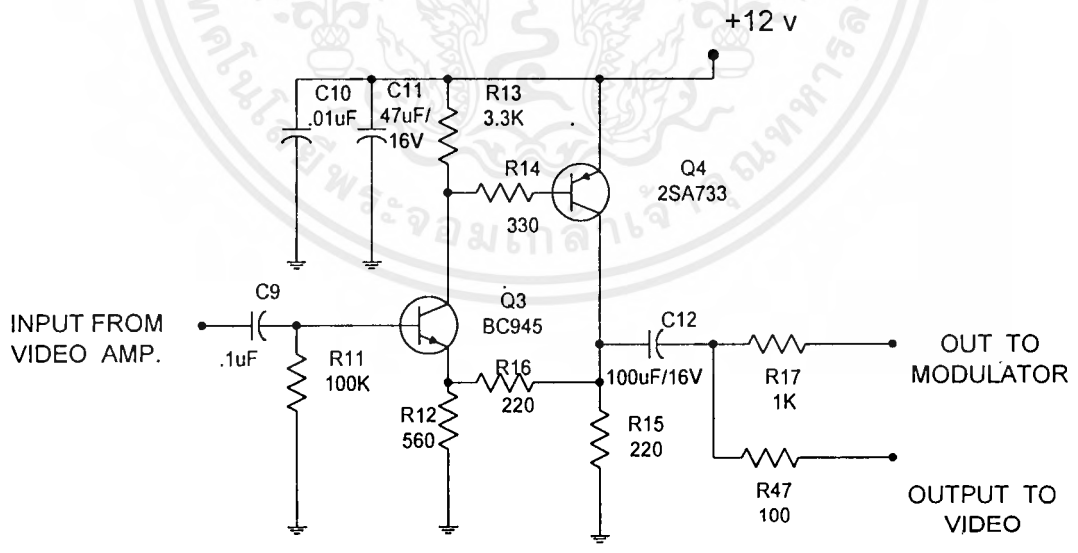 +12 v
C10
.01uF
C11
47uF/
16V
R13
3.3K
R14
330
Q4
2SA733
C9
.1uF
INPUT FROM
VIDEO AMP.
R11
100K
Q3
BC945
R16
220
R12
560
C12
100uF/16V
R15
220
R17
1K
OUT TO
MODULATOR
R47
100
OUTPUT TO
VIDEO